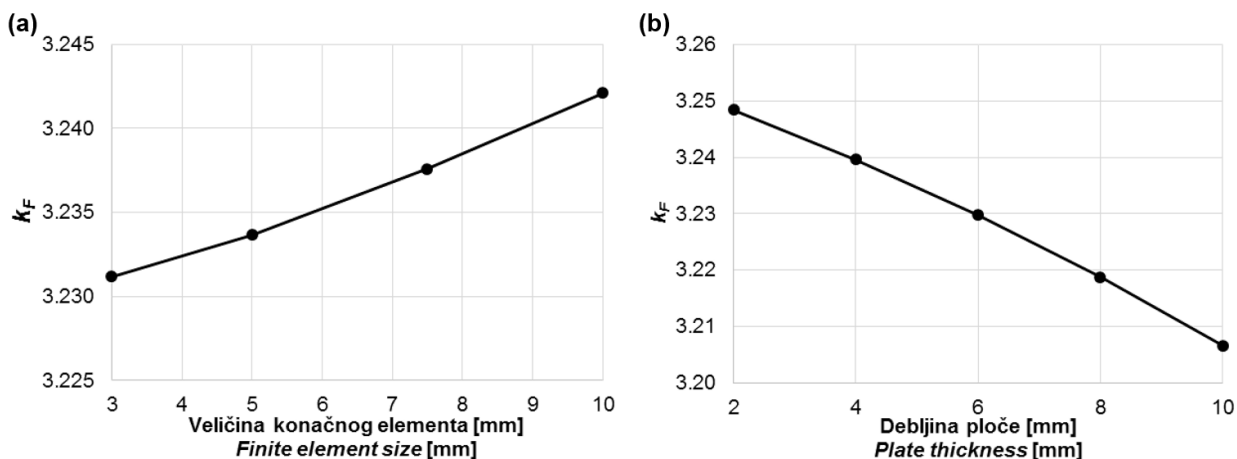 (a)
3.245
3.240
3.235
3.230
3.225
k_F
3 4 5 6 7 8 9 10
Veličina konačnog elementa [mm]
Finite element size [mm]
(b)
3.26
3.25
3.24
3.23
3.22
3.21
3.20
k_F
2 4 6 8 10
Debljina ploče [mm]
Plate thickness [mm]